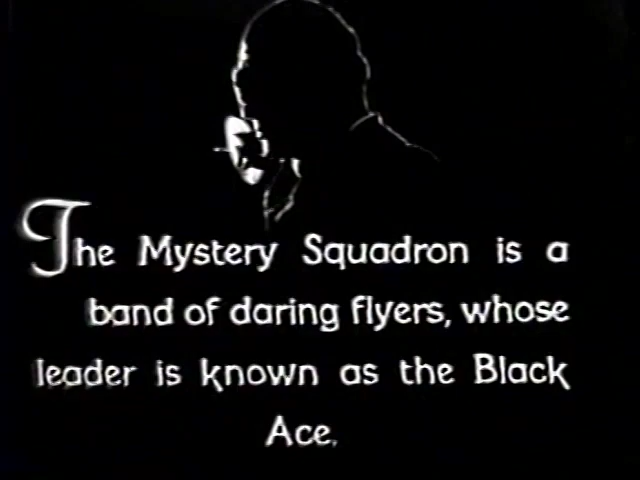 The Mystery Squadron is a
band of daring flyers, whose
leader is known as the Black
Ace.